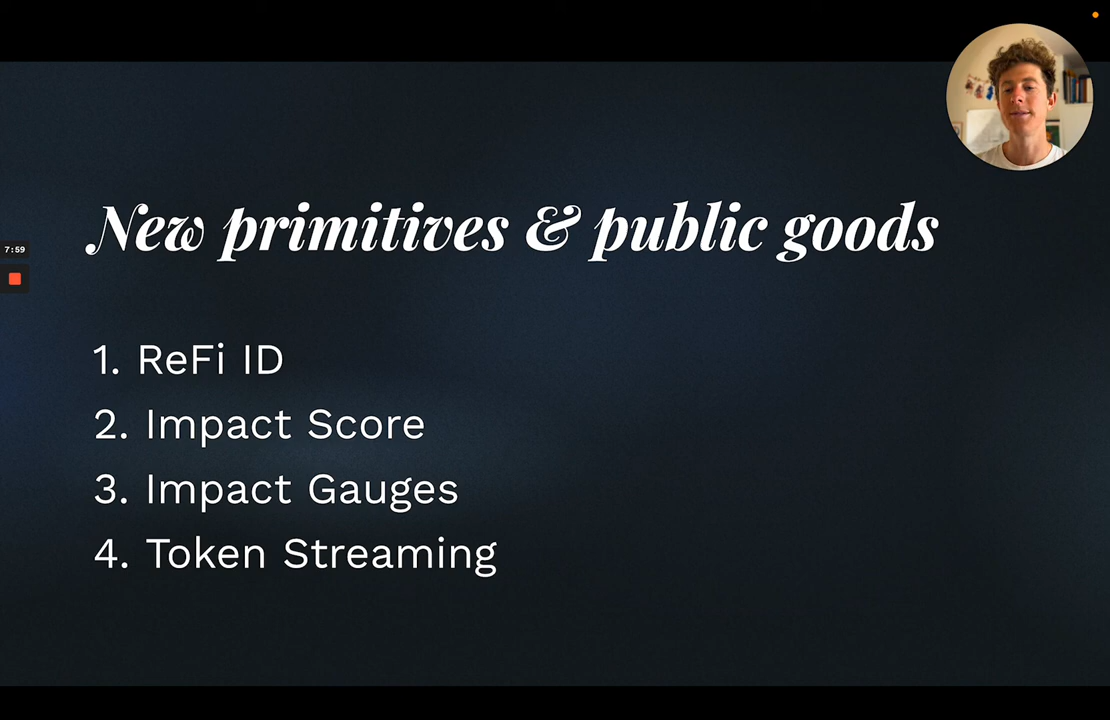 New primitives & public goods
7:59
1. ReFi ID
2. Impact Score
3. Impact Gauges
4. Token Streaming